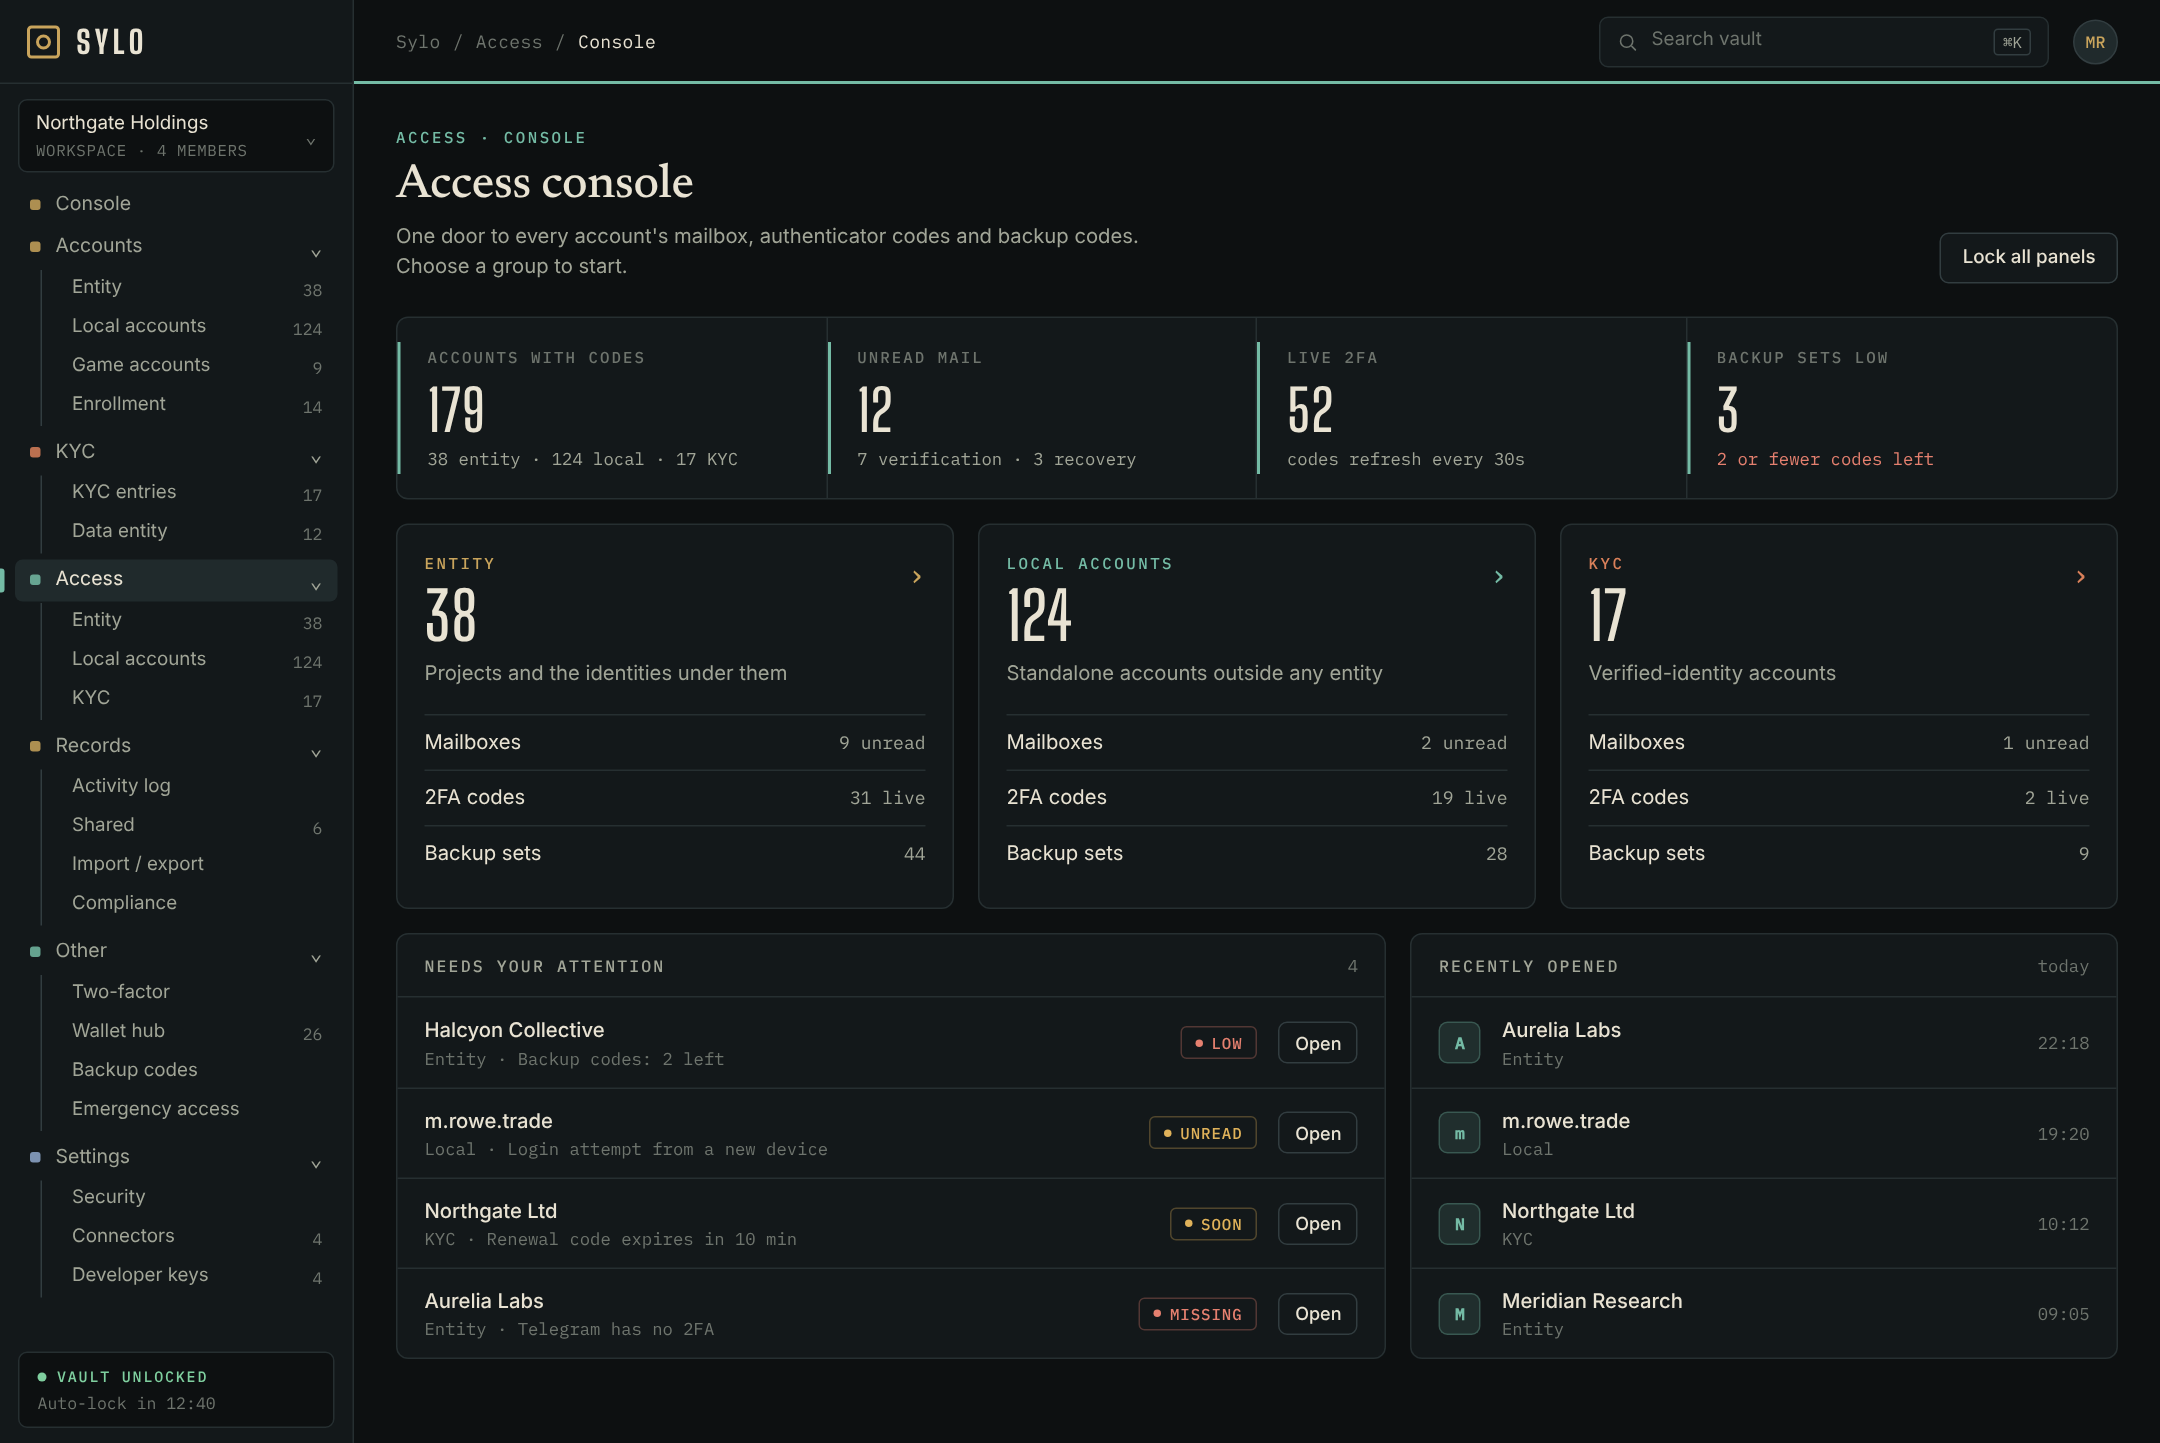 SYLO
Northgate Holdings
WORKSPACE · 4 MEMBERS
Console
Accounts
Entity 38
Local accounts 124
Game accounts 9
Enrollment 14
KYC
KYC entries 17
Data entity 12
Access
Entity 38
Local accounts 124
KYC 17
Records
Activity log
Shared 6
Import / export
Compliance
Other
Two-factor
Wallet hub 26
Backup codes
Emergency access
Settings
Security
Connectors 4
Developer keys 4
VAULT UNLOCKED
Auto-lock in 12:40
Sylo / Access / Console
Search vault ⌘K
MR
ACCESS · CONSOLE
Access console
One door to every account's mailbox, authenticator codes and backup codes.
Choose a group to start.
Lock all panels
ACCOUNTS WITH CODES
179
38 entity · 124 local · 17 KYC
UNREAD MAIL
12
7 verification · 3 recovery
LIVE 2FA
52
codes refresh every 30s
BACKUP SETS LOW
3
2 or fewer codes left
ENTITY
38
Projects and the identities under them
Mailboxes 9 unread
2FA codes 31 live
Backup sets 44
LOCAL ACCOUNTS
124
Standalone accounts outside any entity
Mailboxes 2 unread
2FA codes 19 live
Backup sets 28
KYC
17
Verified-identity accounts
Mailboxes 1 unread
2FA codes 2 live
Backup sets 9
NEEDS YOUR ATTENTION 4
Halcyon Collective
Entity · Backup codes: 2 left
LOW Open
m.rowe.trade
Local · Login attempt from a new device
UNREAD Open
Northgate Ltd
KYC · Renewal code expires in 10 min
SOON Open
Aurelia Labs
Entity · Telegram has no 2FA
MISSING Open
RECENTLY OPENED today
A Aurelia Labs 22:18
Entity
m m.rowe.trade 19:20
Local
N Northgate Ltd 10:12
KYC
M Meridian Research 09:05
Entity